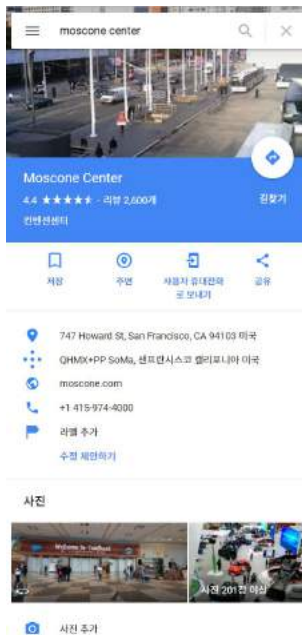 moscone center
Moscone Center
4.4 ★★★★★ - 리뷰 2,600개
길찾기
컨벤션센터
저장
주변
사용자 휴대전화로 보내기
공유
747 Howard St, San Francisco, CA 94103 미국
QHMX+PP SoMa, 샌프란시스코 캘리포니아 미국
moscone.com
+1 415-974-4000
라벨 추가
수정 제안하기
사진
사진 201장 이상
사진 추가